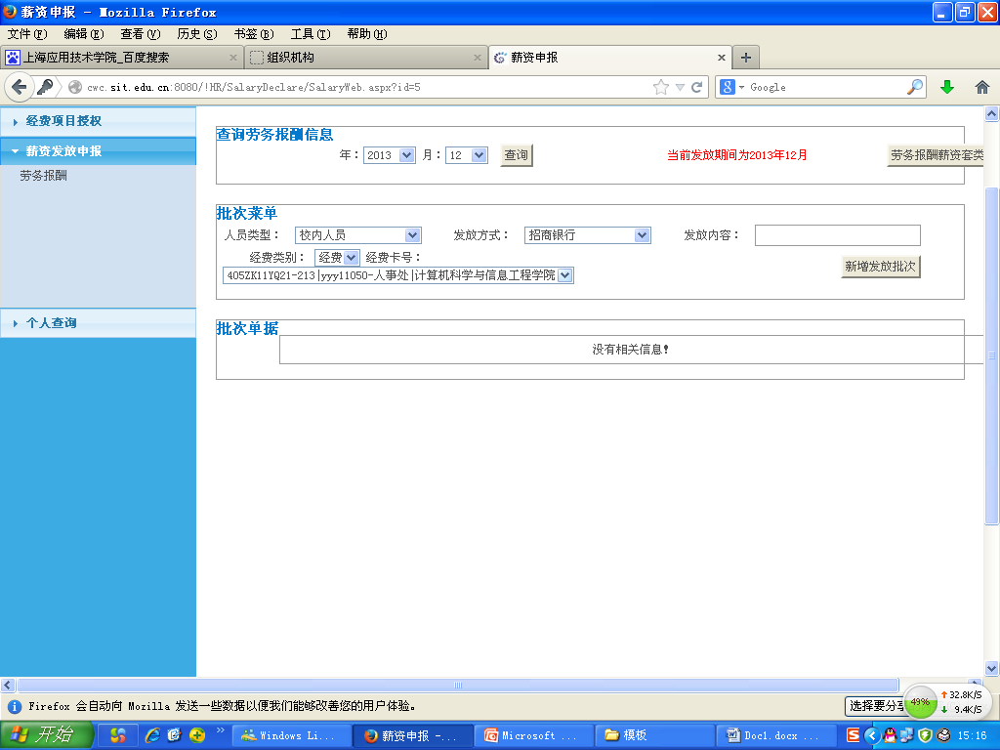 薪资申报 - Mozilla Firefox
文件(F) 编辑(E) 查看(V) 历史(S) 书签(B) 工具(T) 帮助(H)
上海应用技术学院_百度搜索 × 组织机构 × 薪资申报 × +
cwc.sit.edu.cn:8080/!HR/SalaryDeclare/SalaryWeb.aspx?id=5 Google
经费项目授权
薪资发放申报
劳务报酬
个人查询
查询劳务报酬信息
年: 2013 月: 12 查询 当前发放期间为2013年12月 劳务报酬薪资套类
批次菜单
人员类型: 校内人员 发放方式: 招商银行 发放内容:
经费类别: 经费 经费卡号:
405ZK11YQ21-213|yyy11050-人事处|计算机科学与信息工程学院
新增发放批次
批次单据
没有相关信息!
Firefox 会自动向 Mozilla 发送一些数据以便我们能够改善您的用户体验。 选择要分享
49% 32.8K/S
9.4K/S
开始 Windows Li... 薪资申报 -... Microsoft ... 模板 Doc1.docx ... 15:16